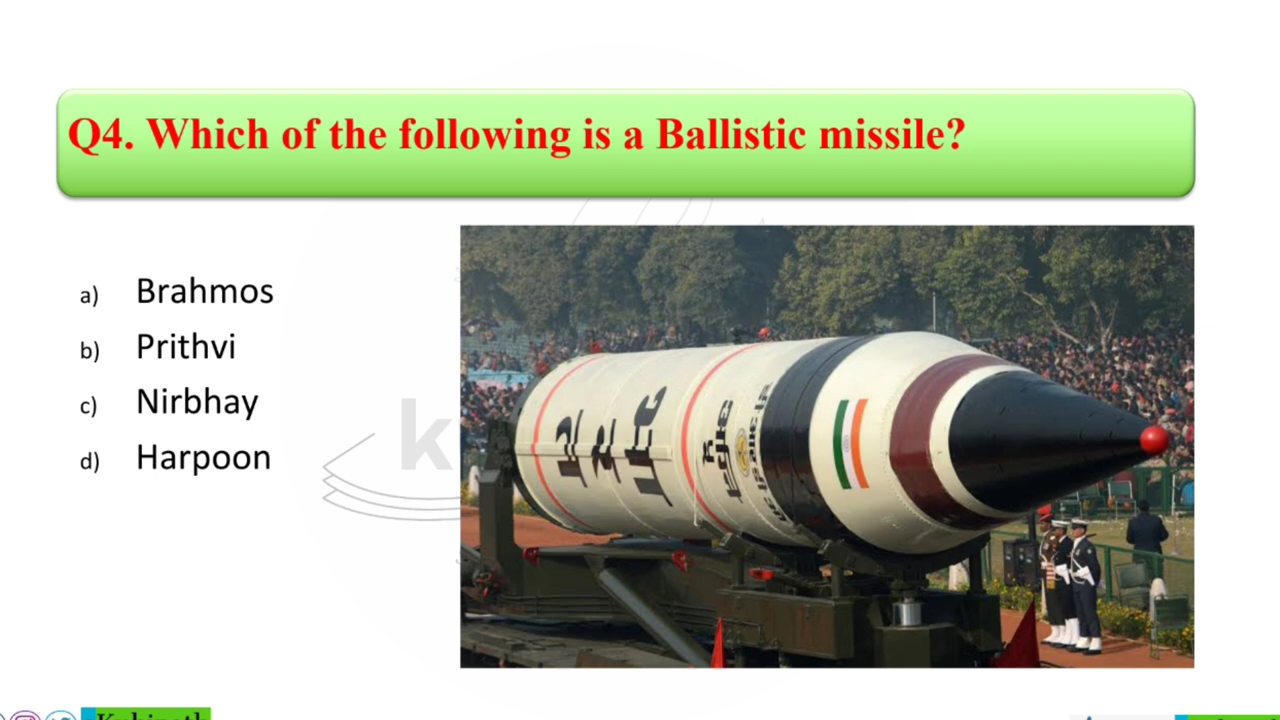 Q4. Which of the following is a Ballistic missile?
a) Brahmos
b) Prithvi
c) Nirbhay
d) Harpoon
k